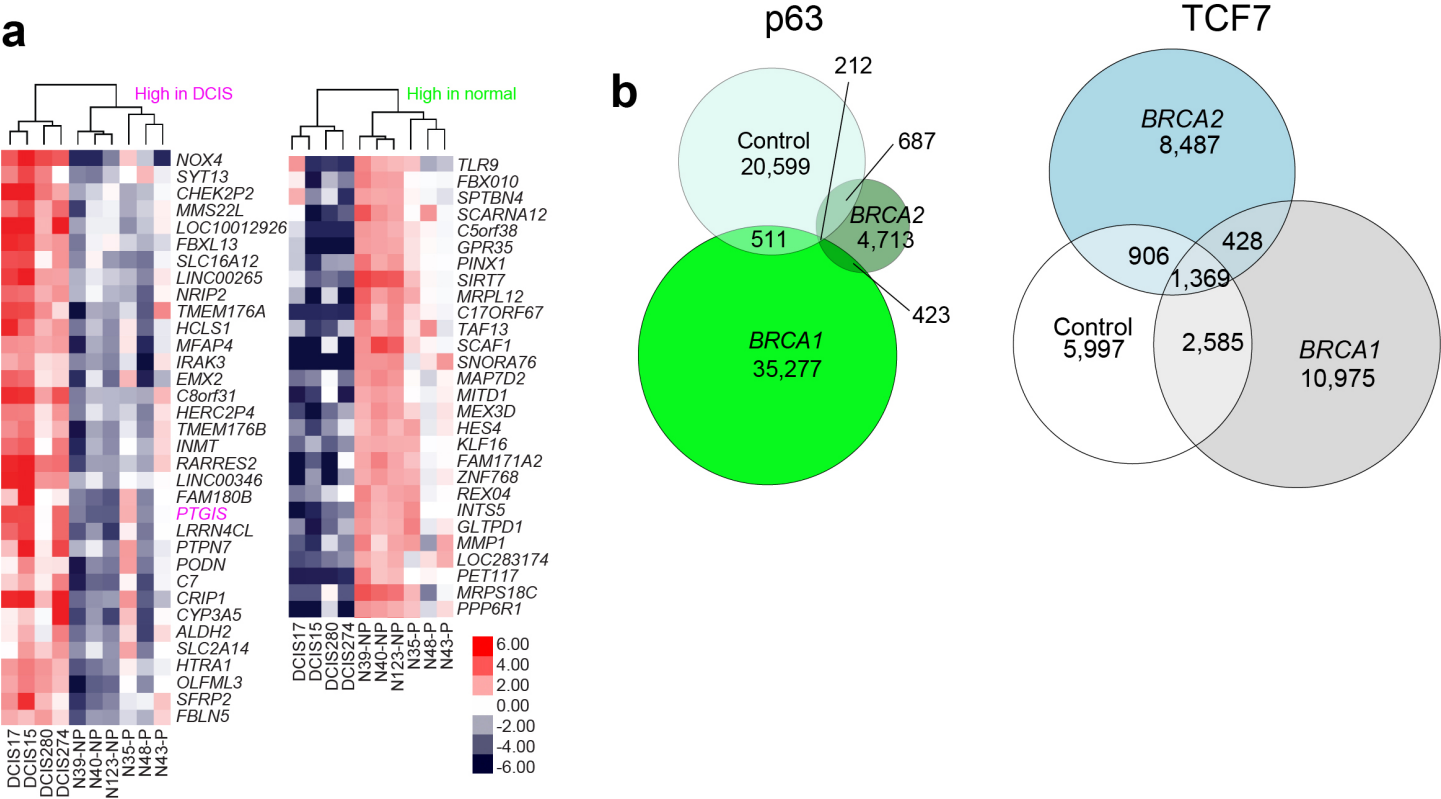 a
High in DCIS
NOX4
SYT13
CHEK2P2
MMS22L
LOC10012926
FBXL13
SLC16A12
LINC00265
NRIP2
TMEM176A
HCLS1
MFAP4
IRAK3
EMX2
C8orf31
HERC2P4
TMEM176B
INMT
RARRES2
LINC00346
FAM180B
PTGIS
LRRN4CL
PTPN7
PODN
C7
CRIP1
CYP3A5
ALDH2
SLC2A14
HTRA1
OLFML3
SFRP2
FBLN5
DCIS17
DCIS15
DCIS280
DCIS274
N39-NP
N40-NP
N123-NP
N35-P
N48-P
N43-P
High in normal
TLR9
FBX010
SPTBN4
SCARNA12
C5orf38
GPR35
PINX1
SIRT7
MRPL12
C17ORF67
TAF13
SCAF1
SNORA76
MAP7D2
MITD1
MEX3D
HES4
KLF16
FAM171A2
ZNF768
REX04
INTS5
GLTPD1
MMP1
LOC283174
PET117
MRPS18C
PPP6R1
DCIS17
DCIS15
DCIS280
DCIS274
N39-NP
N40-NP
N123-NP
N35-P
N48-P
N43-P
6.00
4.00
2.00
0.00
-2.00
-4.00
-6.00
b
p63
212
687
Control
20,599
BRCA2
4,713
511
423
BRCA1
35,277
TCF7
BRCA2
8,487
906
428
1,369
Control
5,997
2,585
BRCA1
10,975